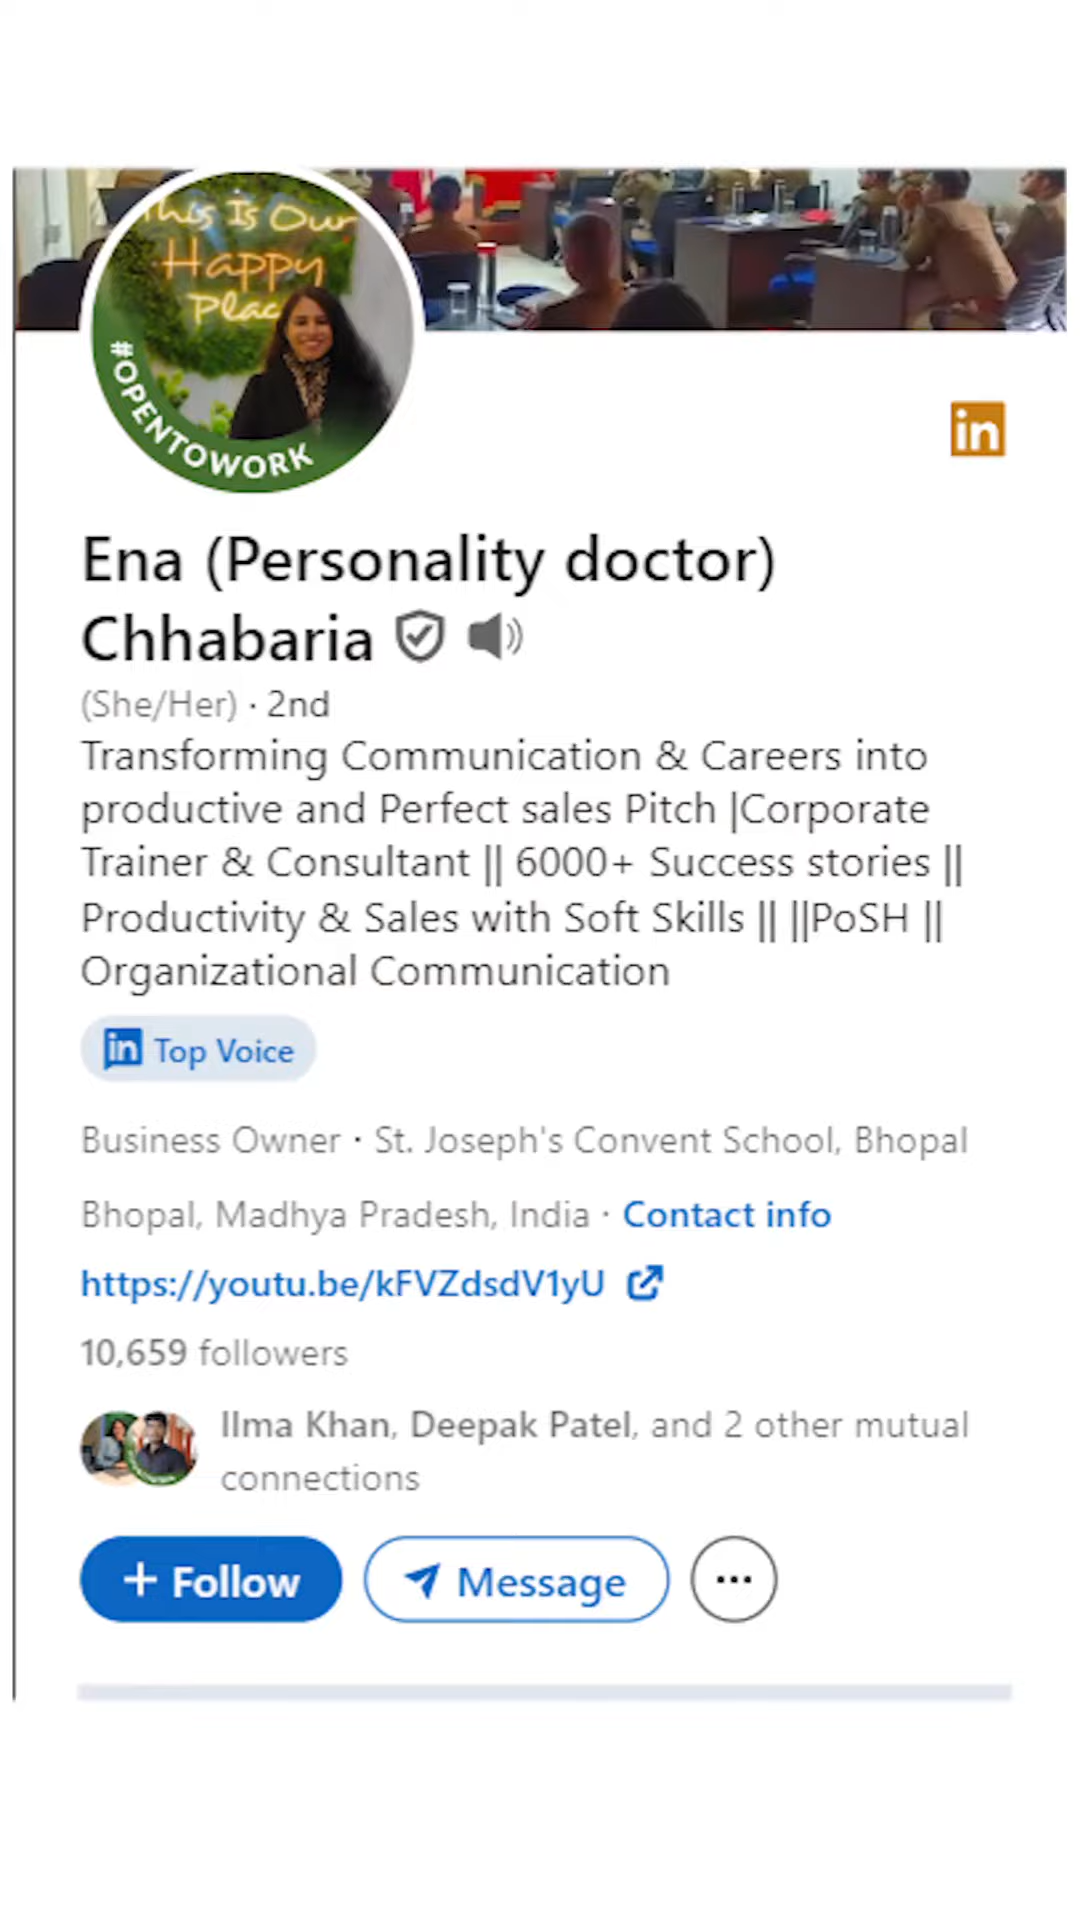 This Is Our
Happy
Plac
#OPENTOWORK
in
Ena (Personality doctor)
Chhabaria
(She/Her) · 2nd
Transforming Communication & Careers into
productive and Perfect sales Pitch |Corporate
Trainer & Consultant || 6000+ Success stories ||
Productivity & Sales with Soft Skills || ||PoSH ||
Organizational Communication
in Top Voice
Business Owner · St. Joseph's Convent School, Bhopal
Bhopal, Madhya Pradesh, India · Contact info
https://youtu.be/kFVZdsdV1yU
10,659 followers
Ilma Khan, Deepak Patel, and 2 other mutual
connections
+ Follow
Message